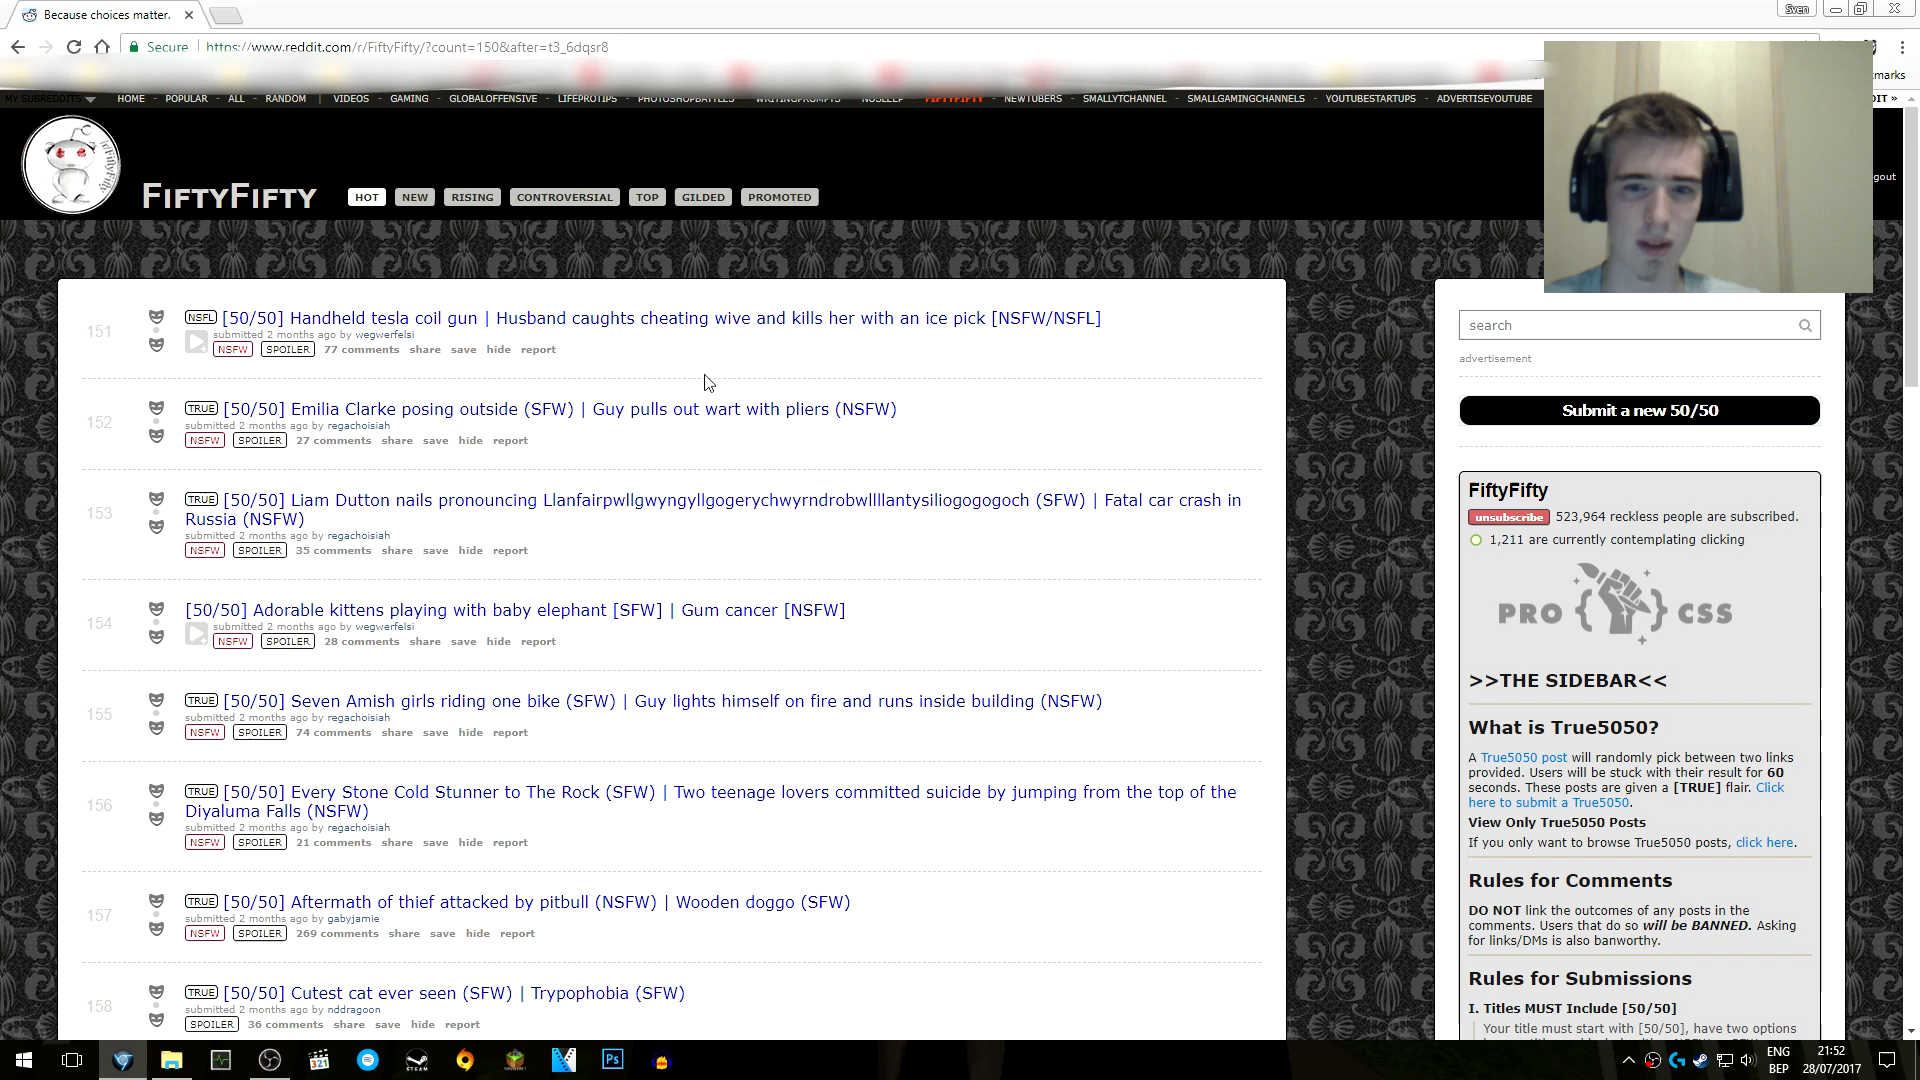 Because choices matter.
Sven
Secure
https://www.reddit.com/r/FiftyFifty/?count=150&after=t3_6dqsr8
MY SUBREDDITS
HOME - POPULAR - ALL - RANDOM | VIDEOS - GAMING - GLOBALOFFENSIVE - LIFEPROTIPS - PHOTOSHOPBATTLES - WRITINGPROMPTS - NOSLEEP - FIFTYFIFTY - NEWTUBERS - SMALLYTCHANNEL - SMALLGAMINGCHANNELS - YOUTUBESTARTUPS - ADVERTISEYOUTUBE
r/FiftyFifty
FiftyFifty
HOT NEW RISING CONTROVERSIAL TOP GILDED PROMOTED
151
NSFL [50/50] Handheld tesla coil gun | Husband caughts cheating wive and kills her with an ice pick [NSFW/NSFL]
submitted 2 months ago by wegwerfelsi
NSFW SPOILER 77 comments share save hide report
152
TRUE [50/50] Emilia Clarke posing outside (SFW) | Guy pulls out wart with pliers (NSFW)
submitted 2 months ago by regachoisiah
NSFW SPOILER 27 comments share save hide report
153
TRUE [50/50] Liam Dutton nails pronouncing Llanfairpwllgwyngyllgogerychwyrndrobwllllantysiliogogogoch (SFW) | Fatal car crash in
Russia (NSFW)
submitted 2 months ago by regachoisiah
NSFW SPOILER 35 comments share save hide report
154
[50/50] Adorable kittens playing with baby elephant [SFW] | Gum cancer [NSFW]
submitted 2 months ago by wegwerfelsi
NSFW SPOILER 28 comments share save hide report
155
TRUE [50/50] Seven Amish girls riding one bike (SFW) | Guy lights himself on fire and runs inside building (NSFW)
submitted 2 months ago by regachoisiah
NSFW SPOILER 74 comments share save hide report
156
TRUE [50/50] Every Stone Cold Stunner to The Rock (SFW) | Two teenage lovers committed suicide by jumping from the top of the
Diyaluma Falls (NSFW)
submitted 2 months ago by regachoisiah
NSFW SPOILER 21 comments share save hide report
157
TRUE [50/50] Aftermath of thief attacked by pitbull (NSFW) | Wooden doggo (SFW)
submitted 2 months ago by gabyjamie
NSFW SPOILER 269 comments share save hide report
158
TRUE [50/50] Cutest cat ever seen (SFW) | Trypophobia (SFW)
submitted 2 months ago by nddragoon
SPOILER 36 comments share save hide report
search
advertisement
Submit a new 50/50
FiftyFifty
unsubscribe 523,964 reckless people are subscribed.
1,211 are currently contemplating clicking
PRO { } CSS
>>THE SIDEBAR<<
What is True5050?
A True5050 post will randomly pick between two links
provided. Users will be stuck with their result for 60
seconds. These posts are given a [TRUE] flair. Click
here to submit a True5050.
View Only True5050 Posts
If you only want to browse True5050 posts, click here.
Rules for Comments
DO NOT link the outcomes of any posts in the
comments. Users that do so will be BANNED. Asking
for links/DMs is also banworthy.
Rules for Submissions
I. Titles MUST Include [50/50]
Your title must start with [50/50], have two options
321
STEAM
Ps
ENG
BEP
21:52
28/07/2017